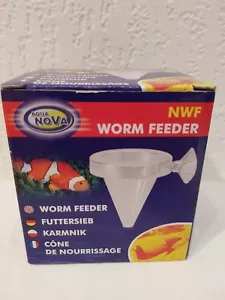 AQUA
NOVA
NWF
WORM FEEDER
WORM FEEDER
FUTTERSIEB
KARMNIK
CÔNE
DE NOURRISSAGE